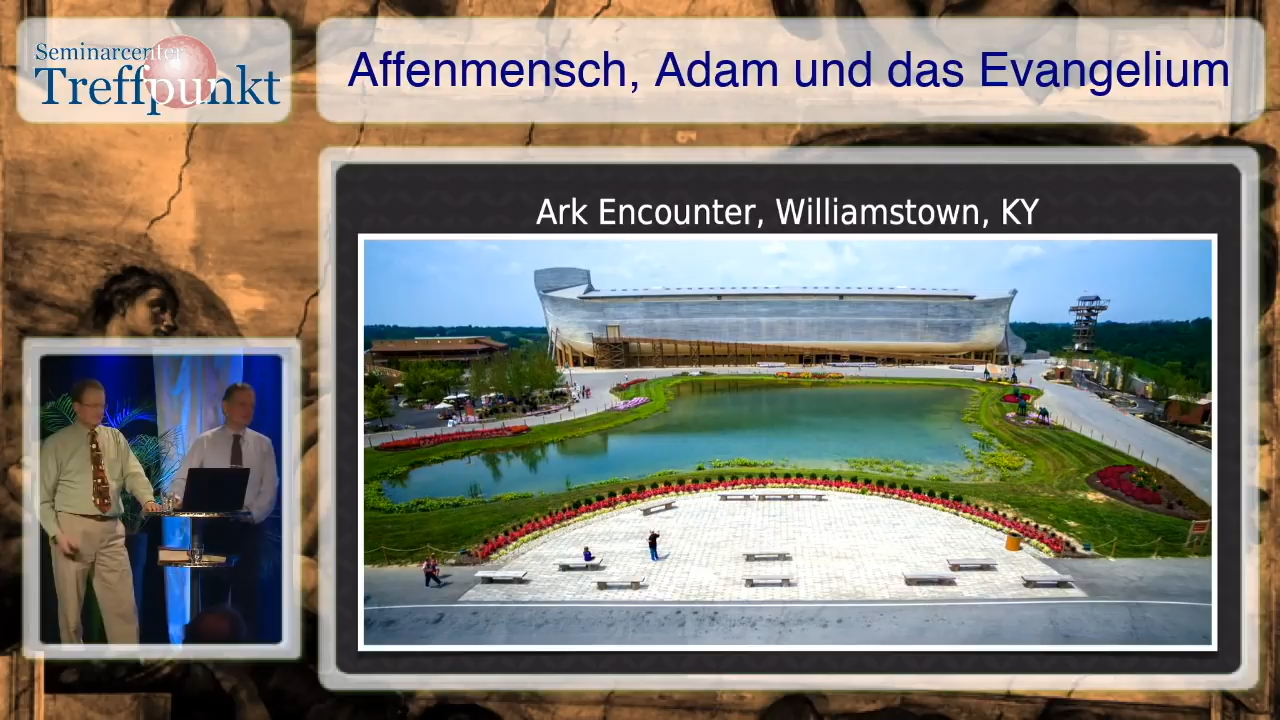 Seminarcenter
Treffpunkt
Affenmensch, Adam und das Evangelium
Ark Encounter, Williamstown, KY